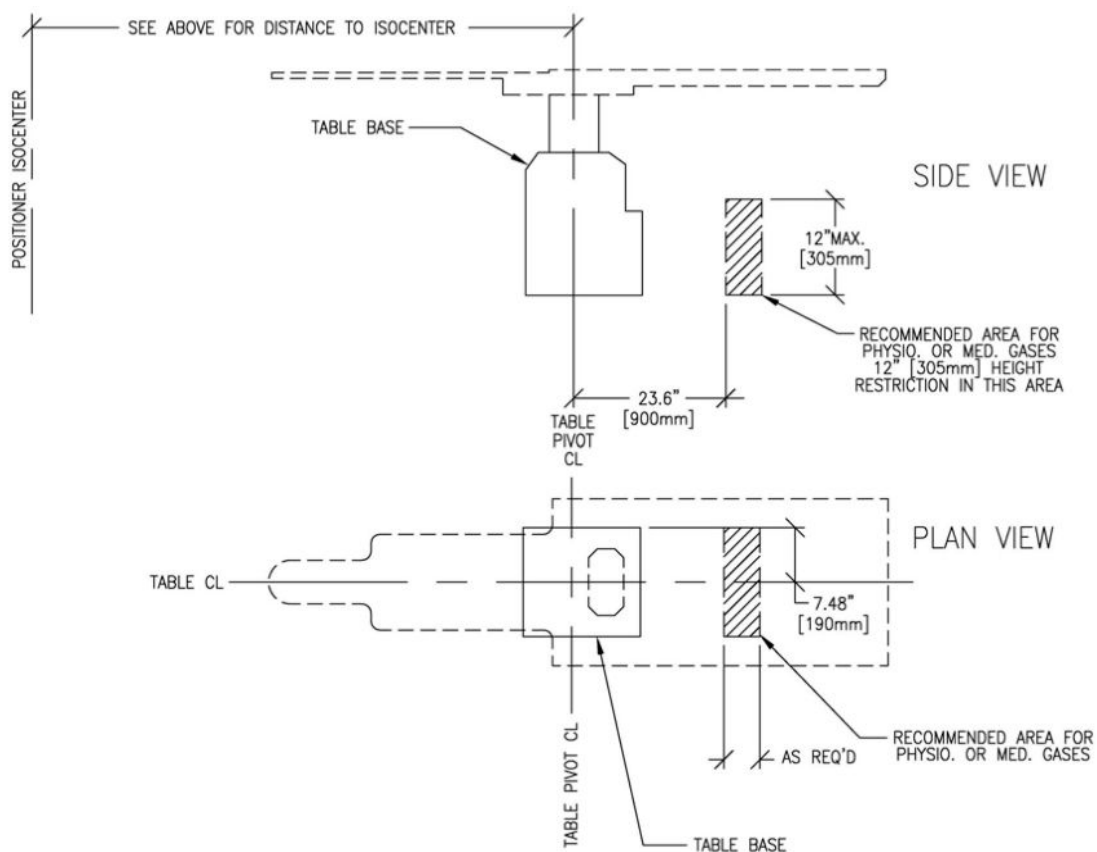 SEE ABOVE FOR DISTANCE TO ISOCENTER
POSITIONER ISOCENTER
TABLE BASE
SIDE VIEW
12"MAX.
[305mm]
RECOMMENDED AREA FOR
PHYSIO. OR MED. GASES
12" [305mm] HEIGHT
RESTRICTION IN THIS AREA
23.6"
[900mm]
TABLE
PIVOT
CL
PLAN VIEW
TABLE CL
7.48"
[190mm]
TABLE PIVOT CL
AS REQ'D
RECOMMENDED AREA FOR
PHYSIO. OR MED. GASES
TABLE BASE